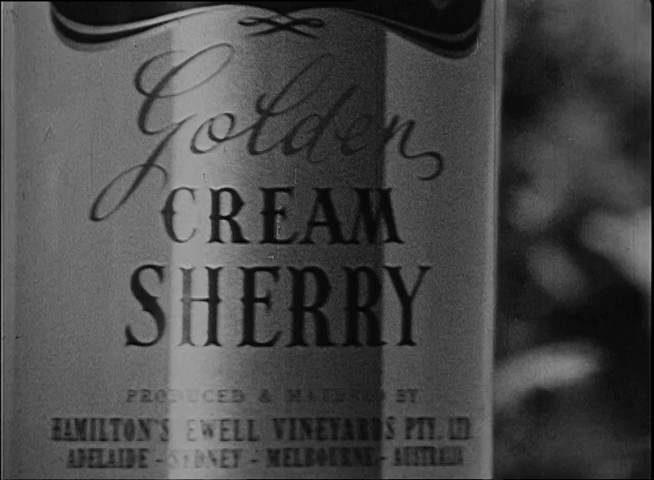 Golden
CREAM
SHERRY
PRODUCED & MATURED BY
HAMILTON'S EWELL VINEYARDS PTY. LTD
ADELAIDE - SYDNEY - MELBOURNE - AUSTRALIA